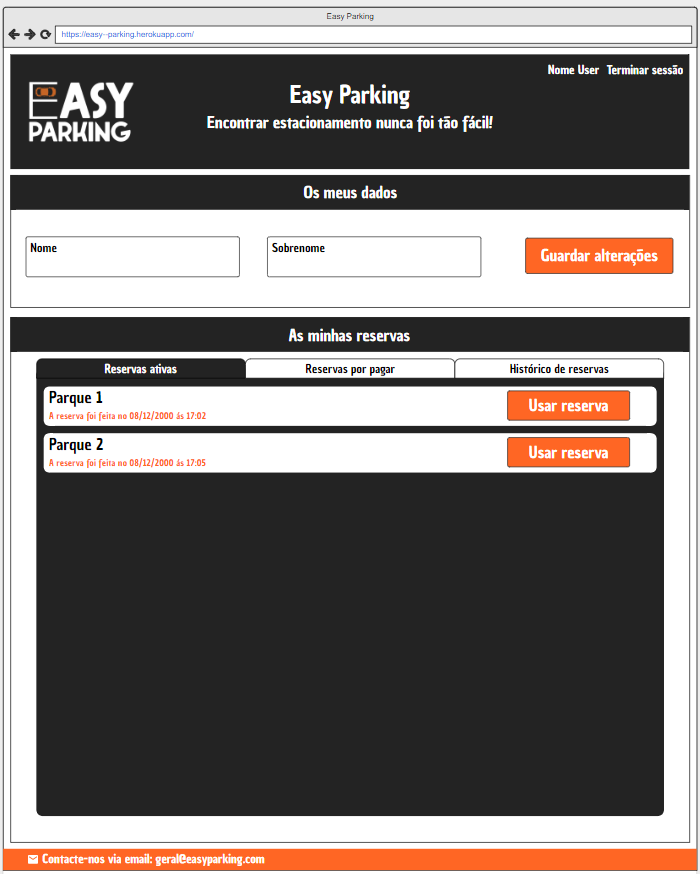 Easy Parking
https://easy--parking.herokuapp.com/
Nome User Terminar sessão
EASY
PARKING
Easy Parking
Encontrar estacionamento nunca foi tão fácil!
Os meus dados
Nome
Sobrenome
Guardar alterações
As minhas reservas
Reservas ativas
Reservas por pagar
Histórico de reservas
Parque 1
A reserva foi feita no 08/12/2000 ás 17:02
Usar reserva
Parque 2
A reserva foi feita no 08/12/2000 ás 17:05
Usar reserva
Contacte-nos via email: geral@easyparking.com